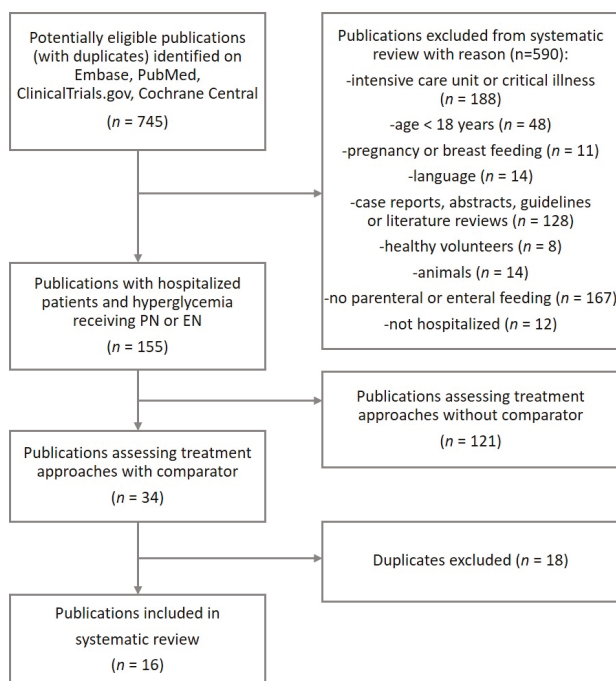 Potentially eligible publications
(with duplicates) identified on
Embase, PubMed,
ClinicalTrials.gov, Cochrane Central
(n = 745)
Publications excluded from systematic
review with reason (n=590):
-intensive care unit or critical illness
(n = 188)
-age < 18 years (n = 48)
-pregnancy or breast feeding (n = 11)
-language (n = 14)
-case reports, abstracts, guidelines
or literature reviews (n = 128)
-healthy volunteers (n = 8)
-animals (n = 14)
-no parenteral or enteral feeding (n = 167)
-not hospitalized (n = 12)
Publications with hospitalized
patients and hyperglycemia
receiving PN or EN
(n = 155)
Publications assessing treatment
approaches without comparator
(n = 121)
Publications assessing treatment
approaches with comparator
(n = 34)
Duplicates excluded (n = 18)
Publications included in
systematic review
(n = 16)